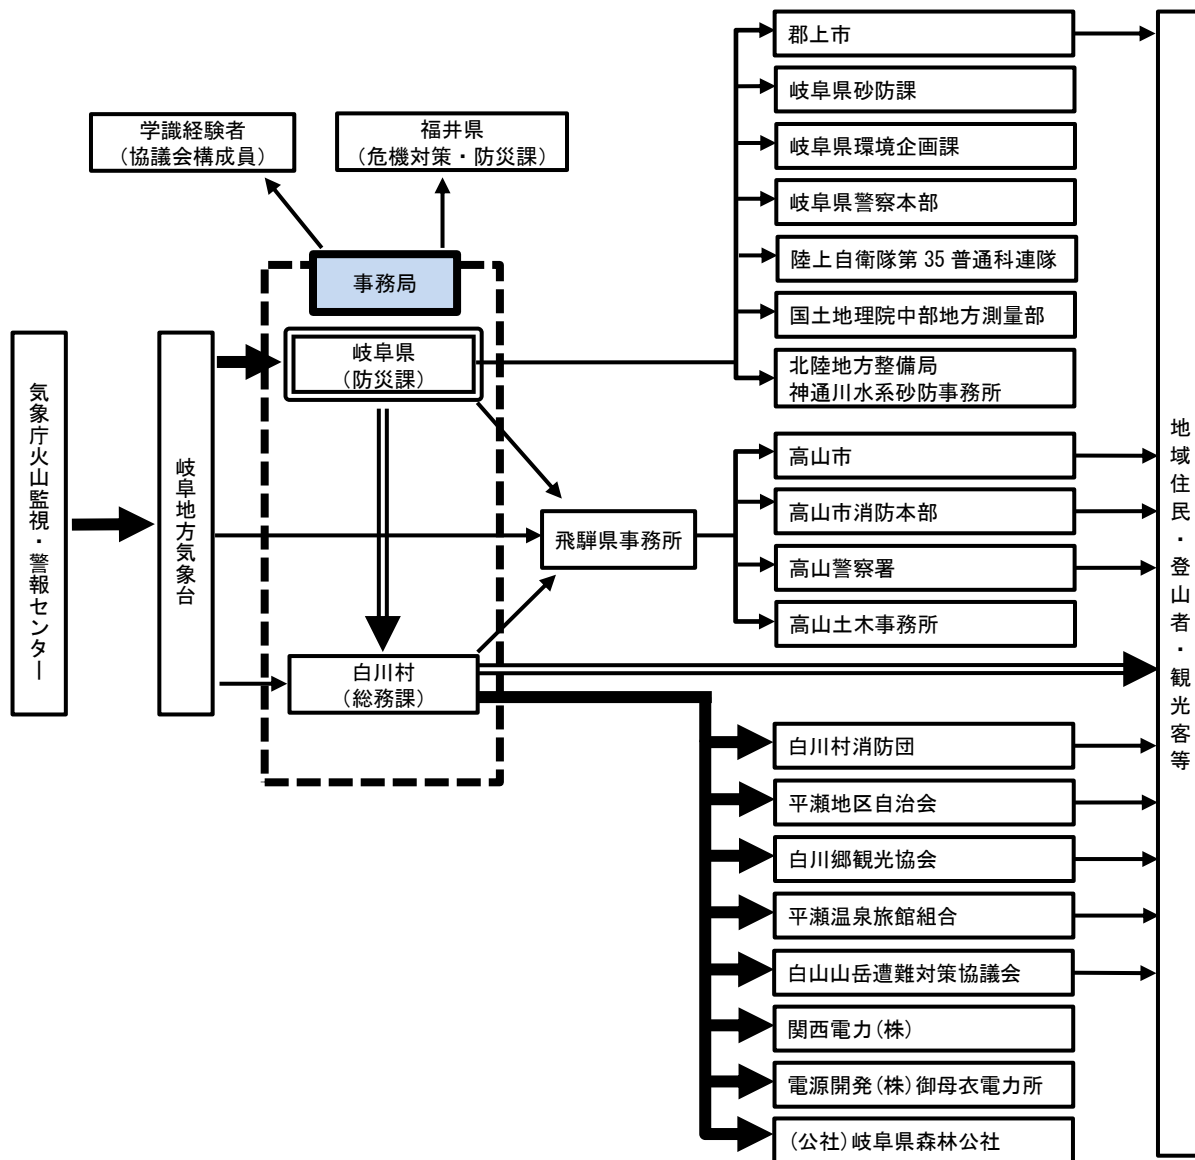 郡上市
岐阜県砂防課
岐阜県環境企画課
岐阜県警察本部
陸上自衛隊第 35 普通科連隊
国土地理院中部地方測量部
北陸地方整備局
神通川水系砂防事務所
学識経験者
（協議会構成員）
福井県
（危機対策・防災課）
事務局
岐阜県
（防災課）
気象庁火山監視・警報センター
岐阜地方気象台
飛騨県事務所
高山市
高山市消防本部
高山警察署
高山土木事務所
白川村
（総務課）
白川村消防団
平瀬地区自治会
白川郷観光協会
平瀬温泉旅館組合
白山山岳遭難対策協議会
関西電力（株）
電源開発（株）御母衣電力所
（公社）岐阜県森林公社
地域住民・登山者・観光客等